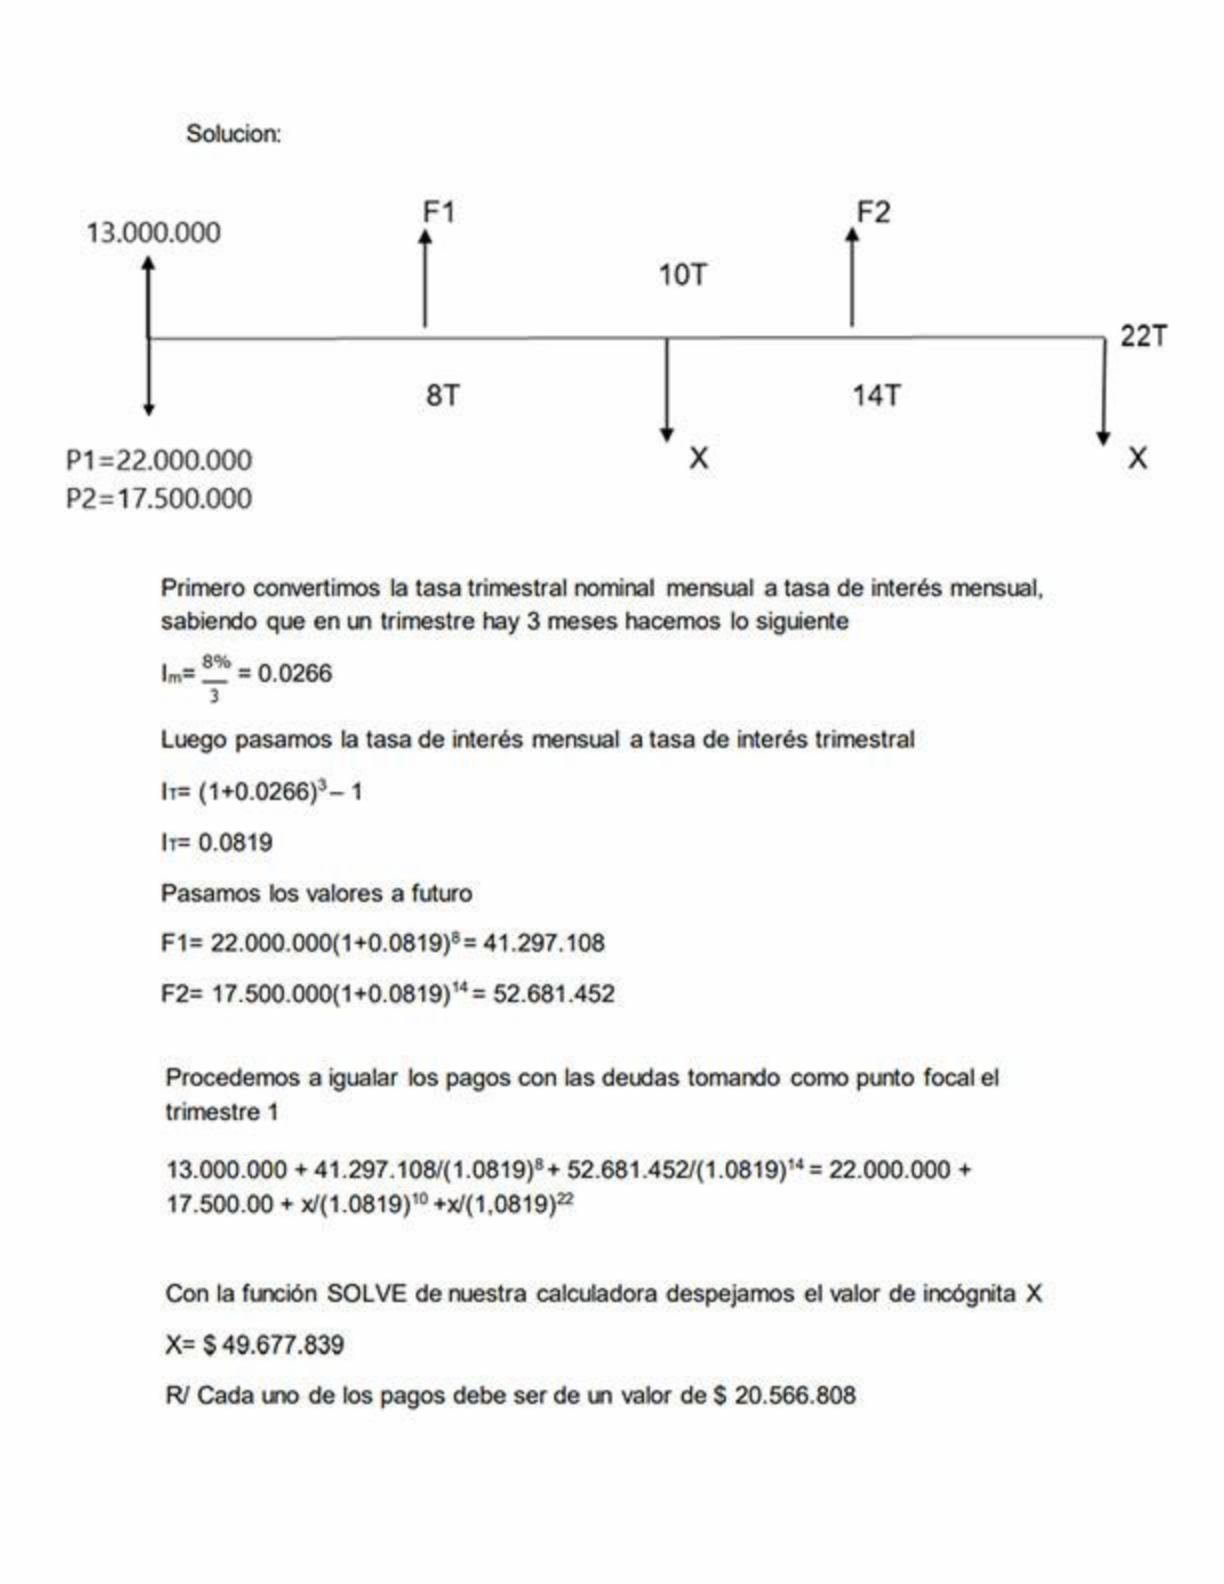 Solucion:
13.000.000
F1
F2
10T
22T
8T
14T
X
X
P1=22.000.000
P2=17.500.000
Primero convertimos la tasa trimestral nominal mensual a tasa de interés mensual,
sabiendo que en un trimestre hay 3 meses hacemos lo siguiente
Im= 8%/3 = 0.0266
Luego pasamos la tasa de interés mensual a tasa de interés trimestral
IT= (1+0.0266)³– 1
IT= 0.0819
Pasamos los valores a futuro
F1= 22.000.000(1+0.0819)⁸= 41.297.108
F2= 17.500.000(1+0.0819)¹⁴= 52.681.452
Procedemos a igualar los pagos con las deudas tomando como punto focal el
trimestre 1
13.000.000 + 41.297.108/(1.0819)⁸+ 52.681.452/(1.0819)¹⁴= 22.000.000 +
17.500.00 + x/(1.0819)¹⁰ +x/(1,0819)²²
Con la función SOLVE de nuestra calculadora despejamos el valor de incógnita X
X= $ 49.677.839
R/ Cada uno de los pagos debe ser de un valor de $ 20.566.808